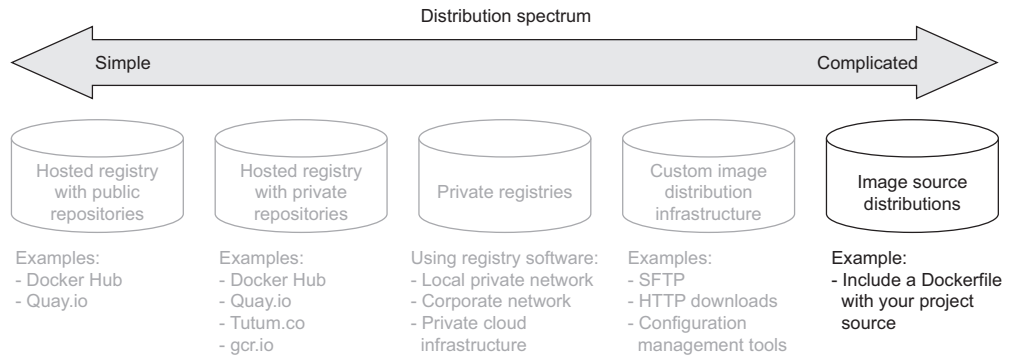 Distribution spectrum
Simple
Complicated
Hosted registry
with public
repositories
Hosted registry
with private
repositories
Private registries
Custom image
distribution
infrastructure
Image source
distributions
Examples:
- Docker Hub
- Quay.io
Examples:
- Docker Hub
- Quay.io
- Tutum.co
- gcr.io
Using registry software:
- Local private network
- Corporate network
- Private cloud
infrastructure
Examples:
- SFTP
- HTTP downloads
- Configuration
management tools
Example:
- Include a Dockerfile
with your project
source